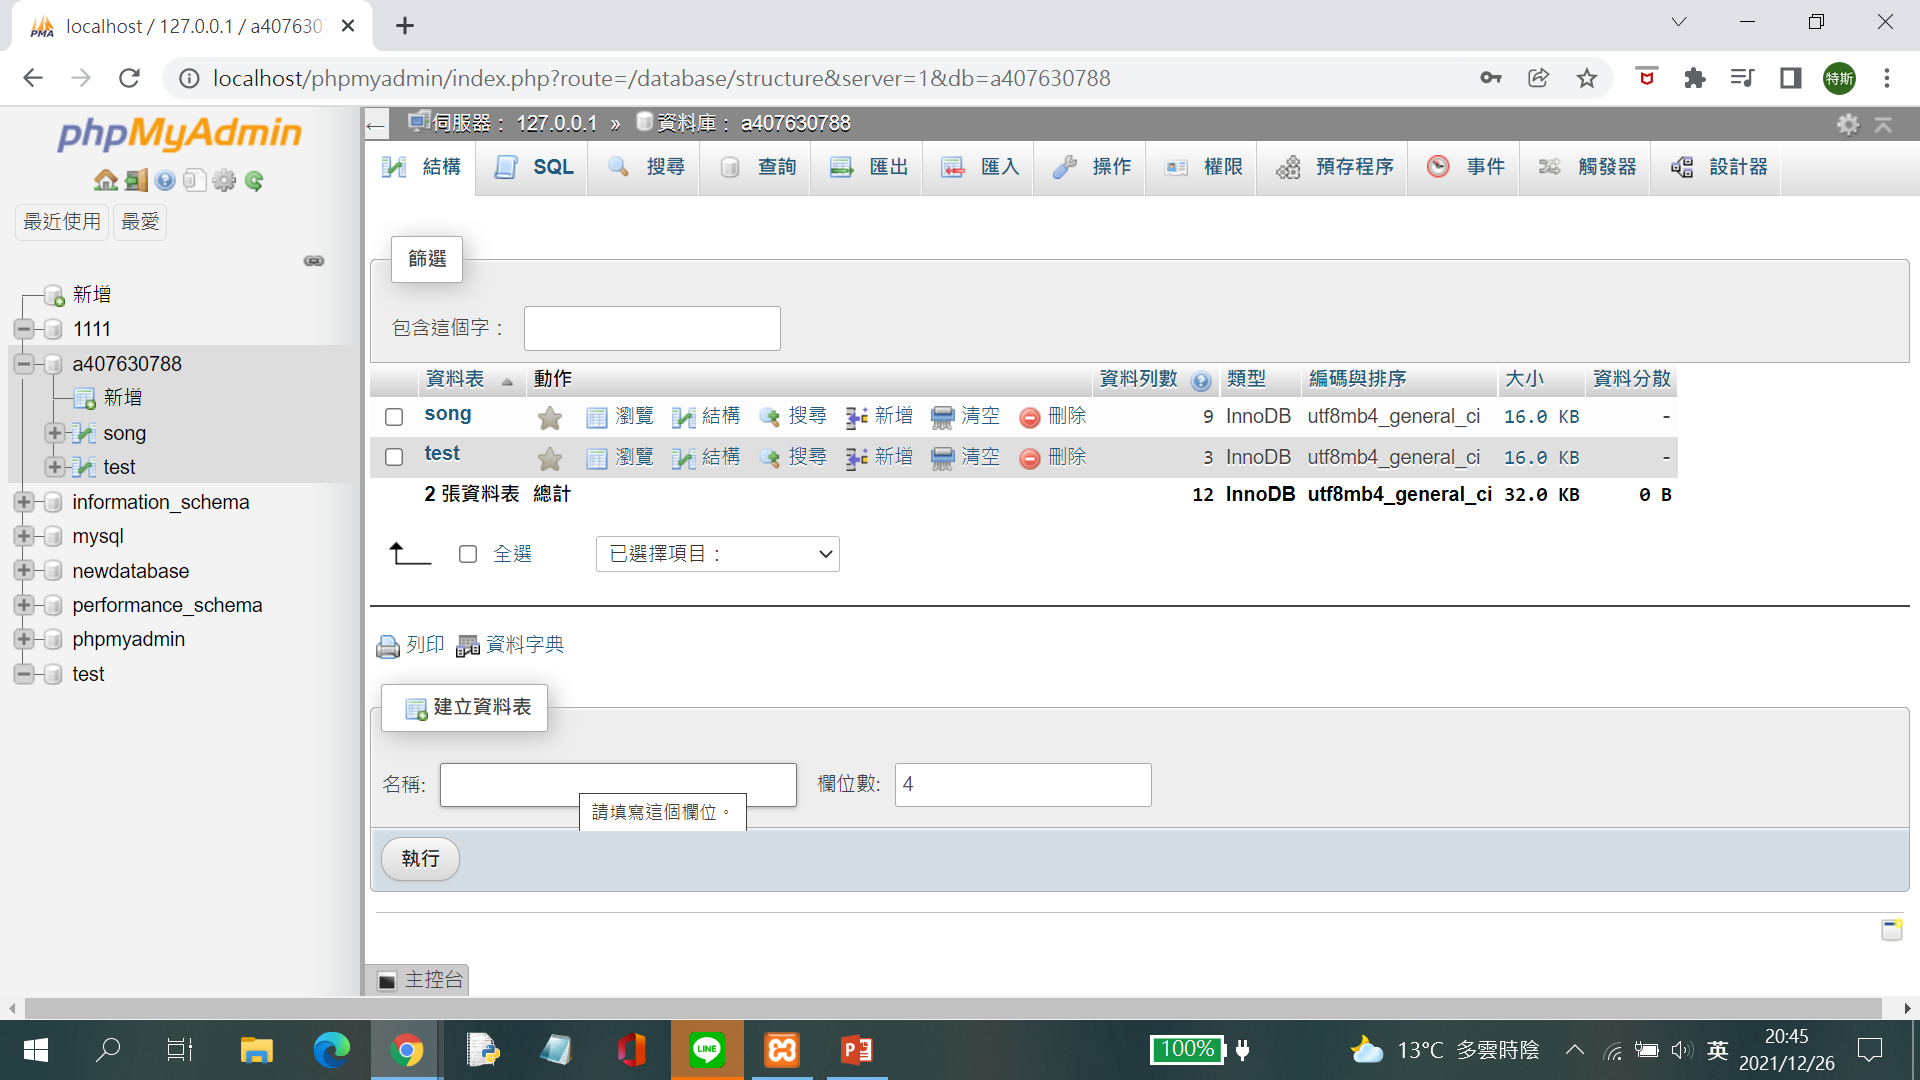 localhost / 127.0.0.1 / a4076307
localhost/phpmyadmin/index.php?route=/database/structure&server=1&db=a407630788
特斯
phpMyAdmin
最近使用 最愛
新增
1111
a407630788
新增
song
test
information_schema
mysql
newdatabase
performance_schema
phpmyadmin
test
伺服器： 127.0.0.1 » 資料庫： a407630788
結構 SQL 搜尋 查詢 匯出 匯入 操作 權限 預存程序 事件 觸發器 設計器
篩選
包含這個字：
資料表 動作 資料列數 類型 編碼與排序 大小 資料分散
song 瀏覽 結構 搜尋 新增 清空 刪除 9 InnoDB utf8mb4_general_ci 16.0 KB -
test 瀏覽 結構 搜尋 新增 清空 刪除 3 InnoDB utf8mb4_general_ci 16.0 KB -
2 張資料表 總計 12 InnoDB utf8mb4_general_ci 32.0 KB 0 B
全選 已選擇項目：
列印 資料字典
建立資料表
名稱: 欄位數: 4
請填寫這個欄位。
執行
主控台
LINE
100% 13°C 多雲時陰 英 20:45
2021/12/26